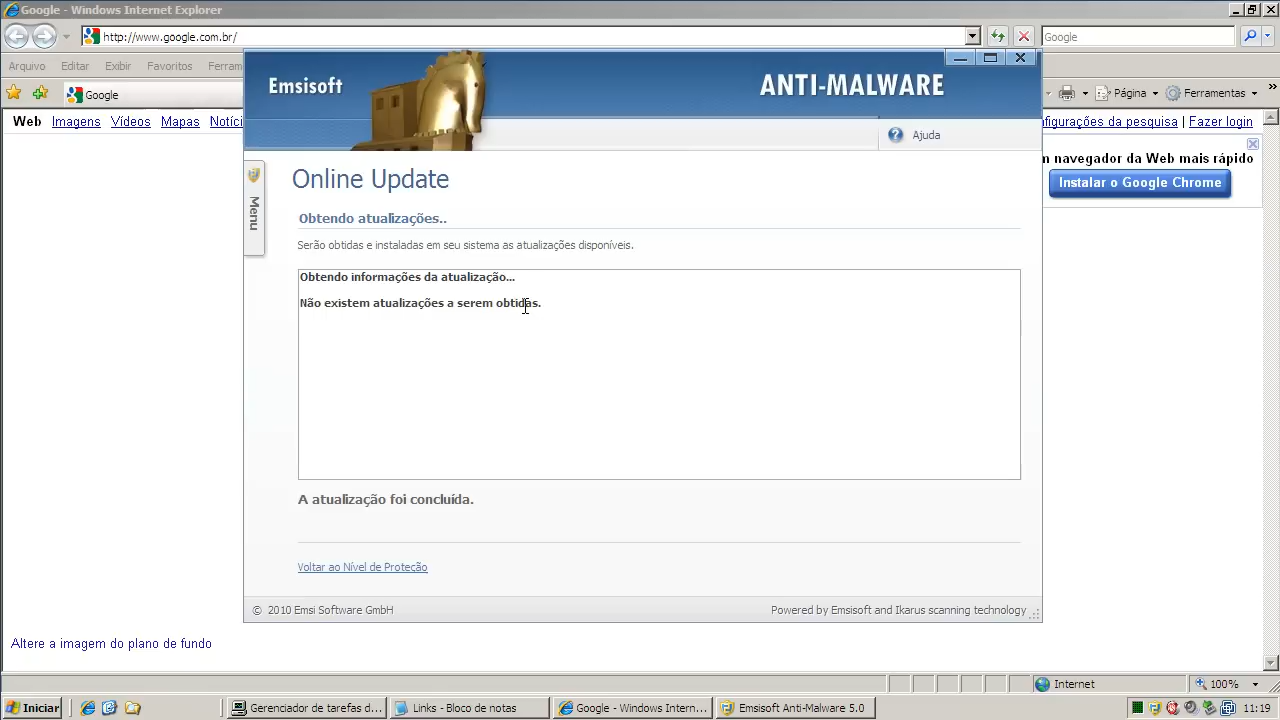 Google - Windows Internet Explorer
http://www.google.com.br/
Google
Arquivo Editar Exibir Favoritos Ferram
Google
Página Ferramentas
Web Imagens Vídeos Mapas Notíci
nfigurações da pesquisa | Fazer login
m navegador da Web mais rápido
Instalar o Google Chrome
Emsisoft
ANTI-MALWARE
Ajuda
Menu
Online Update
Obtendo atualizações..
Serão obtidas e instaladas em seu sistema as atualizações disponíveis.
Obtendo informações da atualização...
Não existem atualizações a serem obtidas.
A atualização foi concluída.
Voltar ao Nível de Protecão
© 2010 Emsi Software GmbH
Powered by Emsisoft and Ikarus scanning technology
Altere a imagem do plano de fundo
Internet
100%
Iniciar
Gerenciador de tarefas d...
Links - Bloco de notas
Google - Windows Intern...
Emsisoft Anti-Malware 5.0
11:19